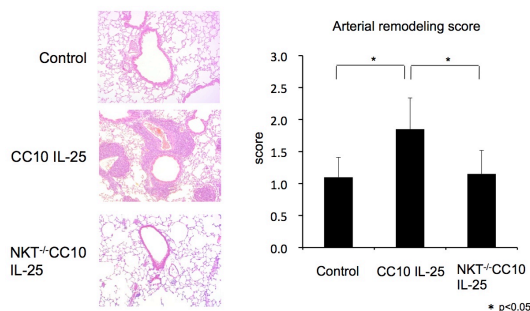 Control
CC10 IL-25
NKT-/-CC10
IL-25
Arterial remodeling score
*
*
score
3.0
2.5
2.0
1.5
1.0
0.5
0.0
Control
CC10 IL-25
NKT-/-CC10
IL-25
* p<0.05